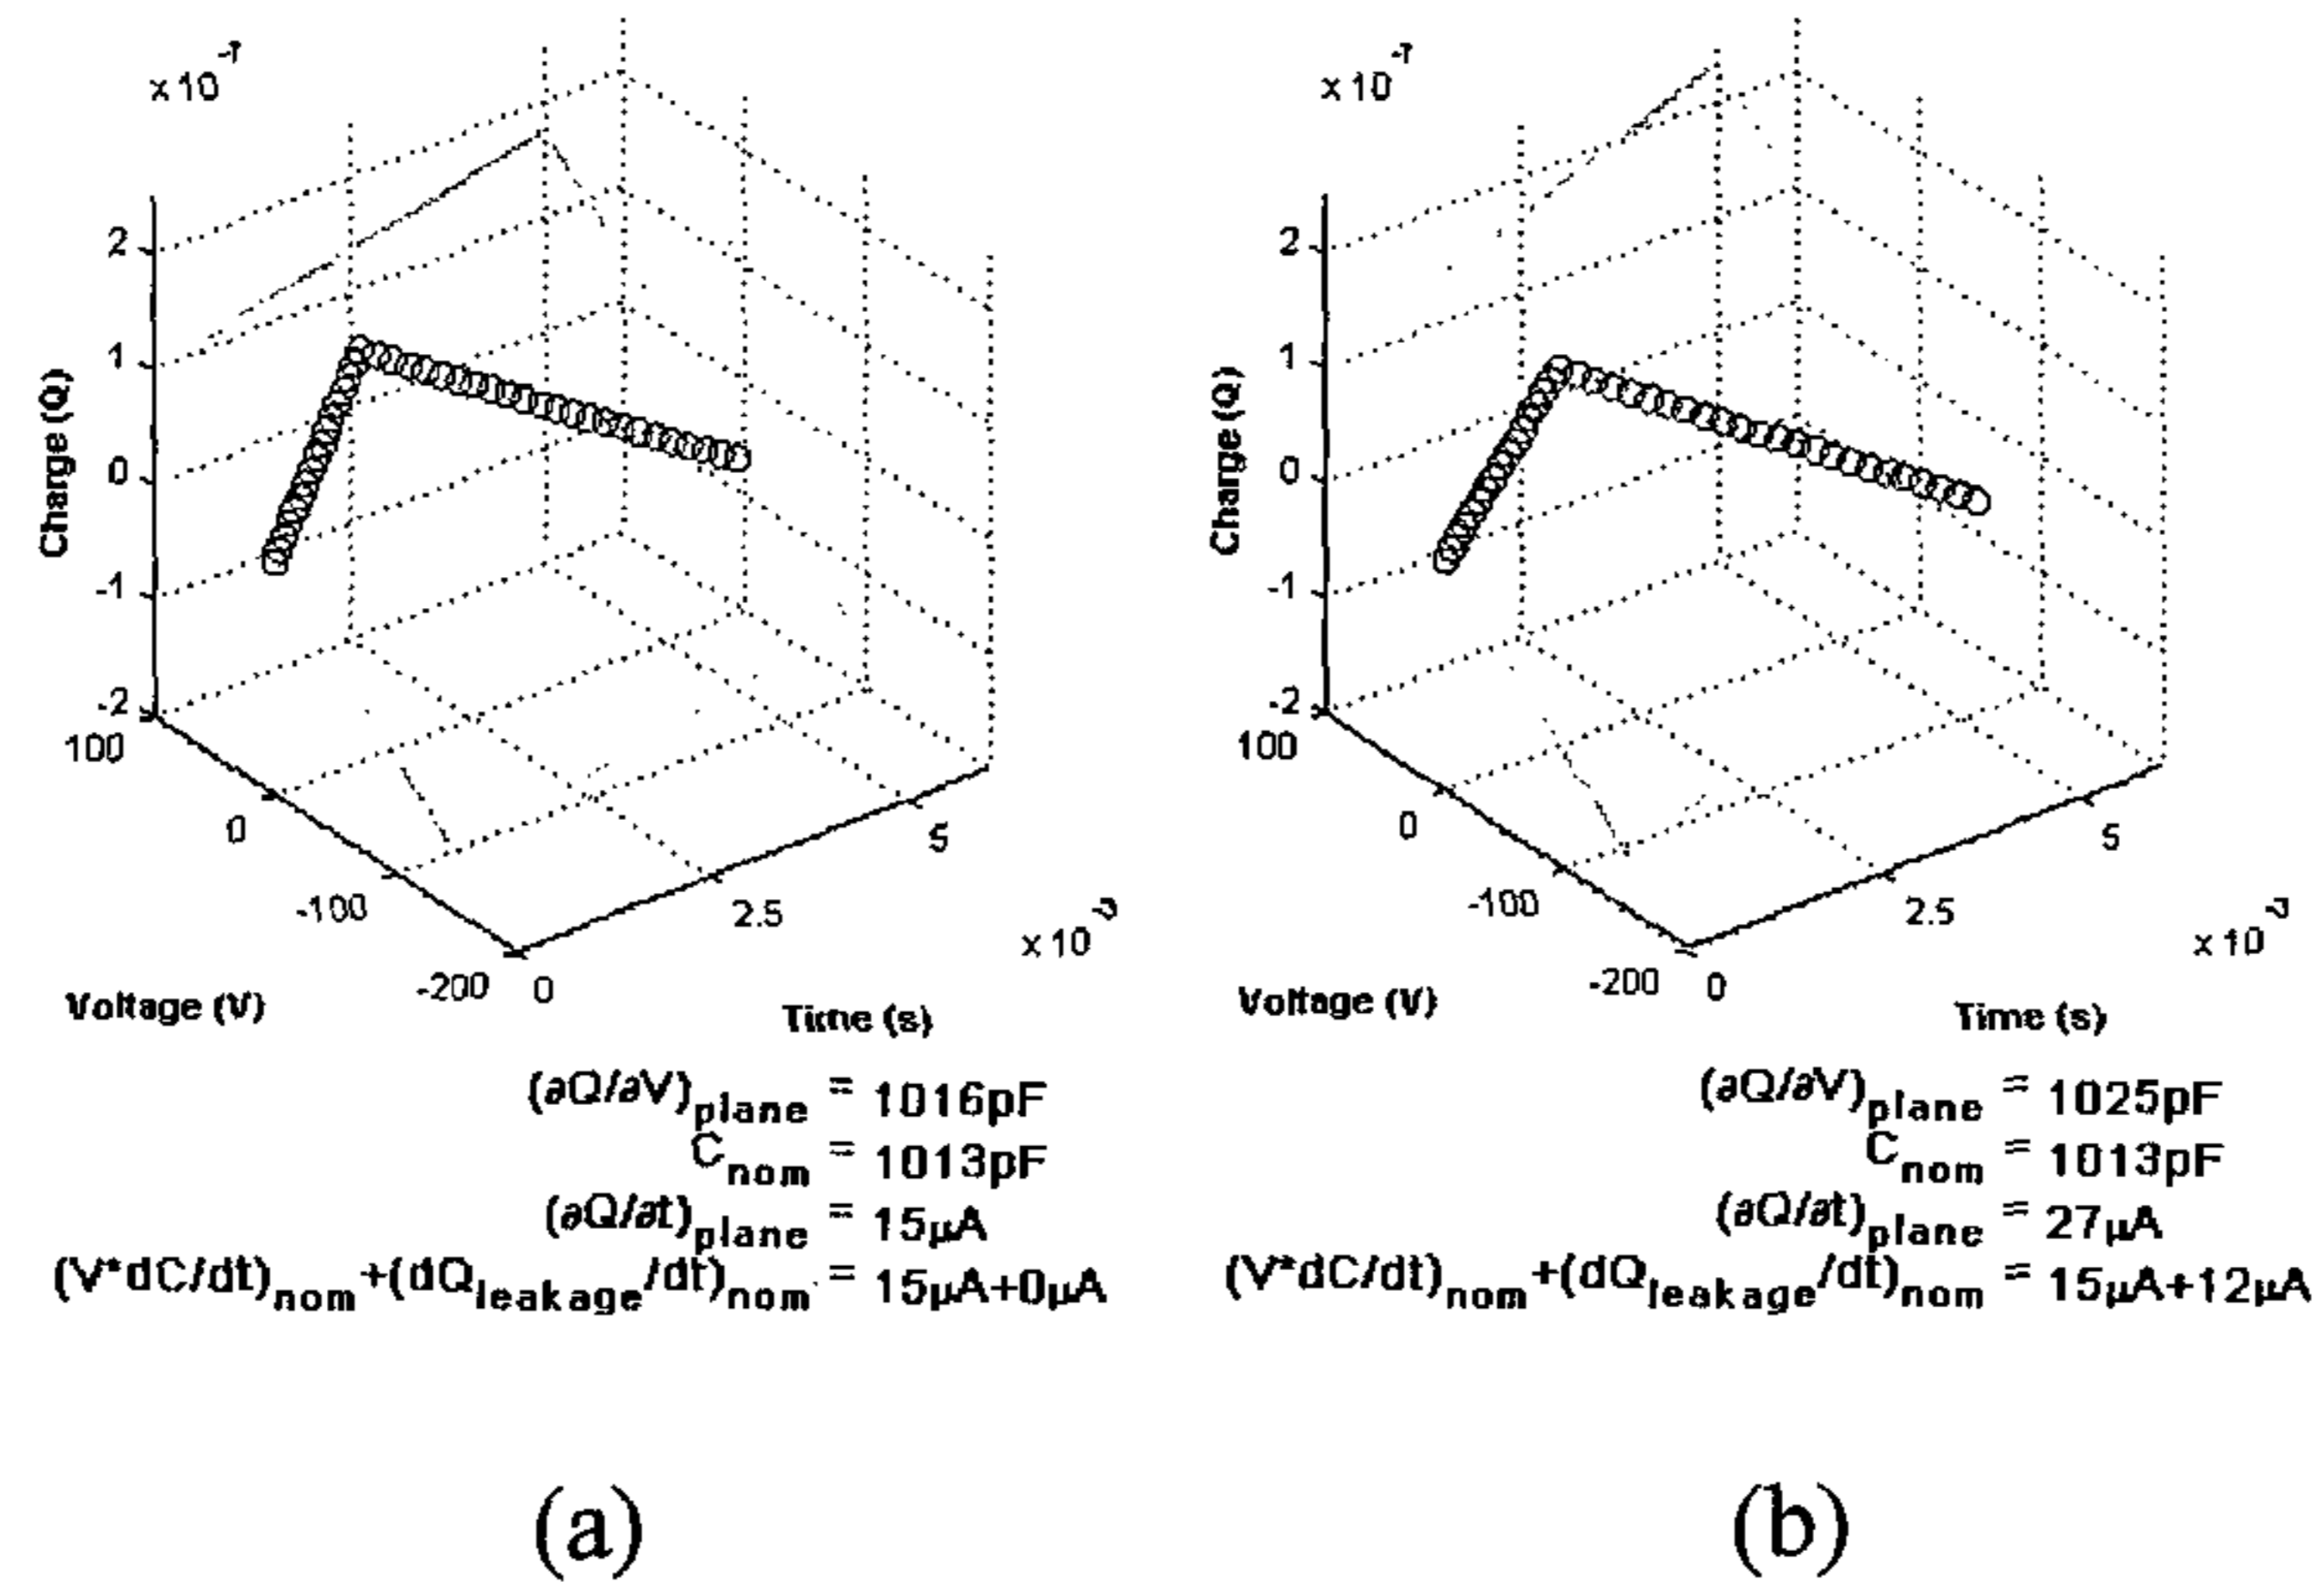 x 10^-7
2
1
0
-1
-2
Charge (Q)
100
0
-100
-200
Voltage (V)
0
2.5
5
x 10^-3
Time (s)
(∂Q/∂V)plane = 1016pF
Cnom = 1013pF
(∂Q/∂t)plane = 15µA
(V*dC/dt)nom+(dQleakage/dt)nom = 15µA+0µA
(a)
x 10^-7
2
1
0
-1
-2
Charge (Q)
100
0
-100
-200
Voltage (V)
0
2.5
5
x 10^-3
Time (s)
(∂Q/∂V)plane = 1025pF
Cnom = 1013pF
(∂Q/∂t)plane = 27µA
(V*dC/dt)nom+(dQleakage/dt)nom = 15µA+12µA
(b)